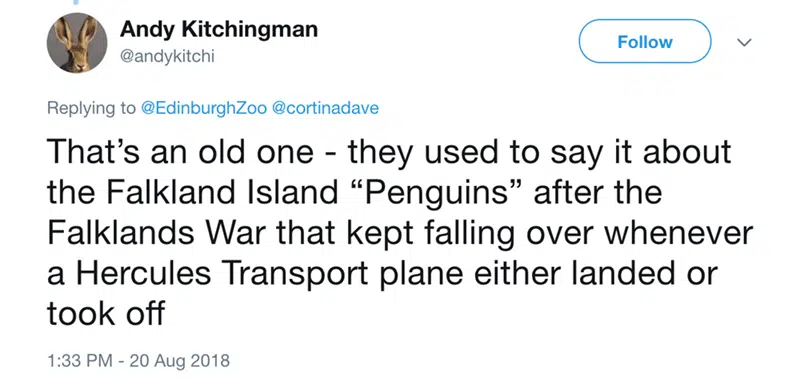 Andy Kitchingman
@andykitchi
Follow
Replying to @EdinburghZoo @cortinadave
That’s an old one - they used to say it about
the Falkland Island “Penguins” after the
Falklands War that kept falling over whenever
a Hercules Transport plane either landed or
took off
1:33 PM - 20 Aug 2018